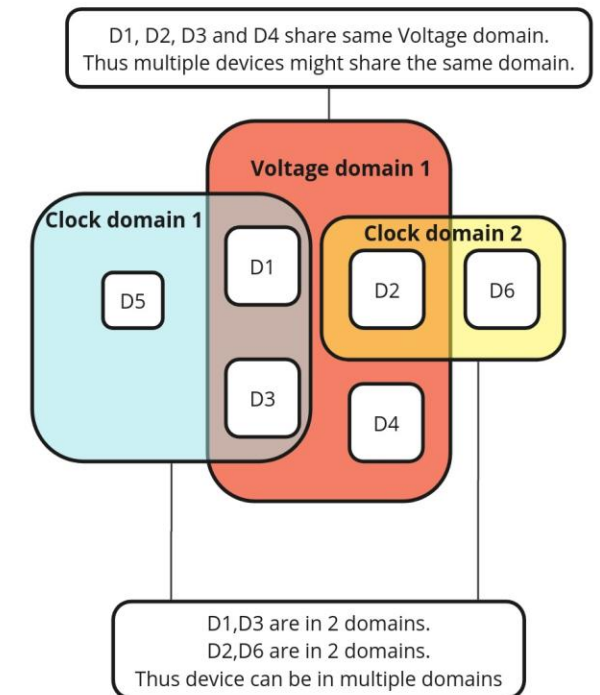 D1, D2, D3 and D4 share same Voltage domain.
Thus multiple devices might share the same domain.
Voltage domain 1
Clock domain 1
Clock domain 2
D1
D2
D6
D5
D3
D4
D1,D3 are in 2 domains.
D2,D6 are in 2 domains.
Thus device can be in multiple domains